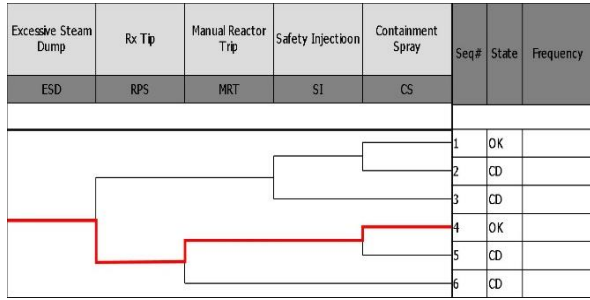 Excessive Steam
Dump
Rx Tip
Manual Reactor
Trip
Safety Injectioon
Containment
Spray
Seq#
State
Frequency
ESD
RPS
MRT
SI
CS
1 OK
2 CD
3 CD
4 OK
5 CD
6 CD